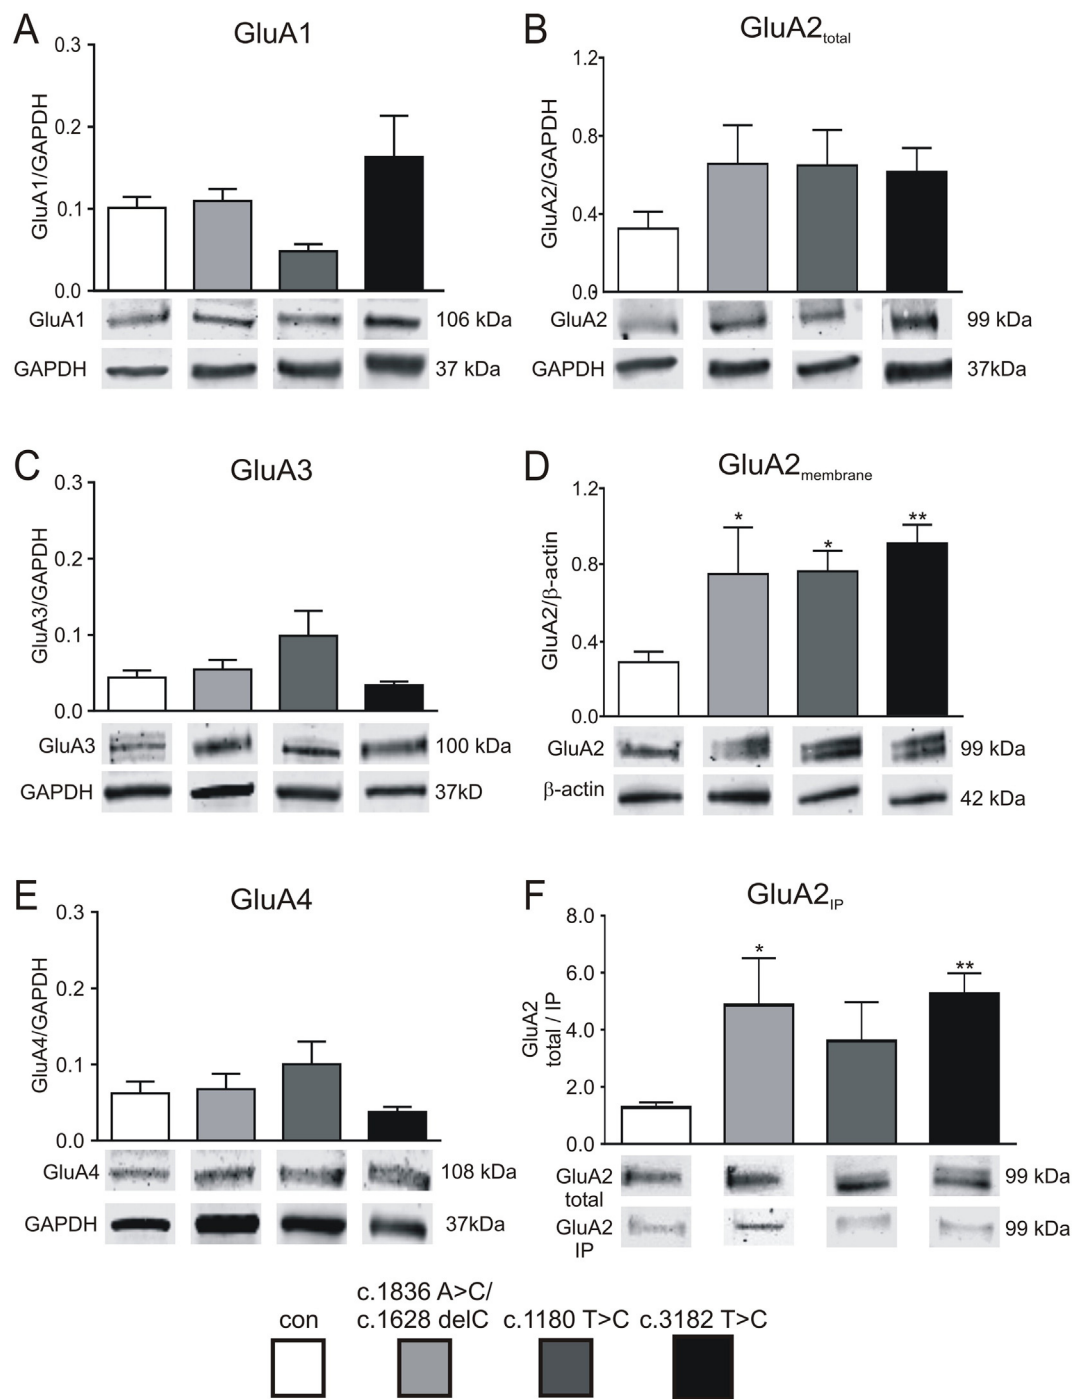 A
GluA1
GluA1/GAPDH
0.3
0.2
0.1
0.0
GluA1 106 kDa
GAPDH 37 kDa
B
GluA2total
GluA2/GAPDH
1.2
0.8
0.4
0.0
GluA2 99 kDa
GAPDH 37kDa
C
GluA3
GluA3/GAPDH
0.3
0.2
0.1
0.0
GluA3 100 kDa
GAPDH 37kD
D
GluA2membrane
GluA2/β-actin
1.2
0.8
0.4
0.0
* * **
GluA2 99 kDa
β-actin 42 kDa
E
GluA4
GluA4/GAPDH
0.3
0.2
0.1
0.0
GluA4 108 kDa
GAPDH 37kDa
F
GluA2IP
GluA2
total / IP
8.0
6.0
4.0
2.0
0.0
* **
GluA2 99 kDa
total
GluA2 99 kDa
IP
c.1836 A>C/
con c.1628 delC c.1180 T>C c.3182 T>C